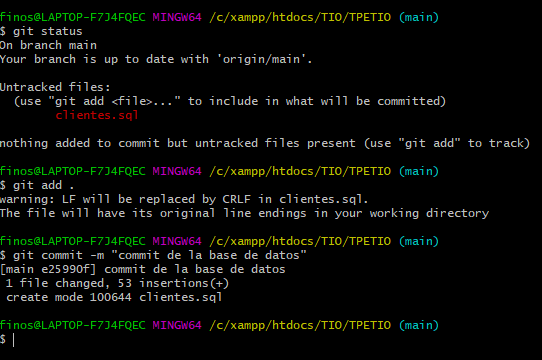 finos@LAPTOP-F7J4FQEC MINGW64 /c/xampp/htdocs/TIO/TPETIO (main)
$ git status
On branch main
Your branch is up to date with 'origin/main'.
Untracked files:
(use "git add <file>..." to include in what will be committed)
clientes.sql
nothing added to commit but untracked files present (use "git add" to track)
finos@LAPTOP-F7J4FQEC MINGW64 /c/xampp/htdocs/TIO/TPETIO (main)
$ git add .
warning: LF will be replaced by CRLF in clientes.sql.
The file will have its original line endings in your working directory
finos@LAPTOP-F7J4FQEC MINGW64 /c/xampp/htdocs/TIO/TPETIO (main)
$ git commit -m "commit de la base de datos"
[main e25990f] commit de la base de datos
1 file changed, 53 insertions(+)
create mode 100644 clientes.sql
finos@LAPTOP-F7J4FQEC MINGW64 /c/xampp/htdocs/TIO/TPETIO (main)
$